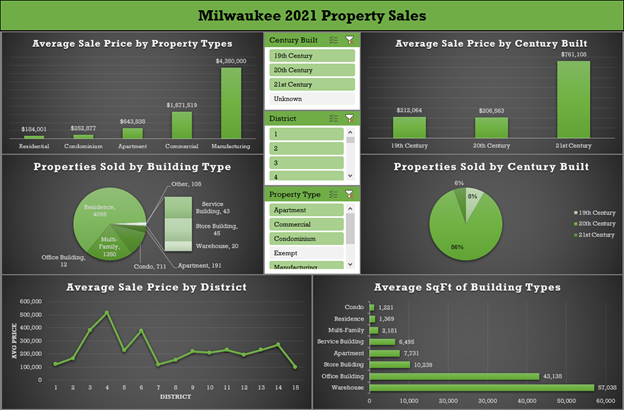 Milwaukee 2021 Property Sales
Average Sale Price by Property Types
$4,360,000
$1,671,519
$643,838
$184,001
$252,877
Residential
Condominium
Apartment
Commercial
Manufacturing
Century Built
19th Century
20th Century
21st Century
Unknown
District
1
2
3
4
Property Type
Apartment
Commercial
Condominium
Exempt
Manufacturing
Average Sale Price by Century Built
$761,108
$212,064
$206,663
19th Century
20th Century
21st Century
Properties Sold by Building Type
Other, 108
Residence,
Service
Building, 43
Store Building,
45
Warehouse, 20
Multi-
Family,
1350
Office Building,
12
Condo, 711
Apartment, 191
Properties Sold by Century Built
6%
8%
86%
19th Century
20th Century
21st Century
Average Sale Price by District
600,000
500,000
400,000
300,000
200,000
100,000
0
AVG PRICE
1 2 3 4 5 6 7 8 9 10 11 12 13 14 15
DISTRICT
Average SqFt of Building Types
Condo 1,221
Residence 1,369
Multi-Family 2,181
Service Building 6,495
Apartment 7,731
Store Building 10,239
Office Building 43,138
Warehouse 57,038
0 10,000 20,000 30,000 40,000 50,000 60,000